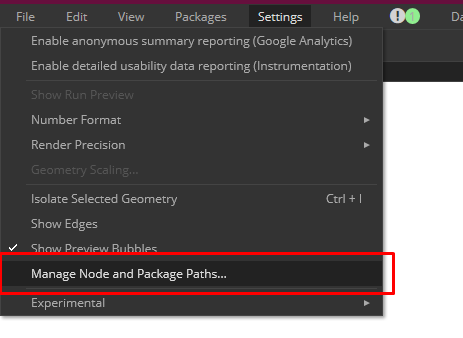 File Edit View Packages Settings Help ! 1 Da
Enable anonymous summary reporting (Google Analytics)
Enable detailed usability data reporting (Instrumentation)
Show Run Preview
Number Format
Render Precision
Geometry Scaling...
Isolate Selected Geometry Ctrl + I
Show Edges
Show Preview Bubbles
Manage Node and Package Paths...
Experimental